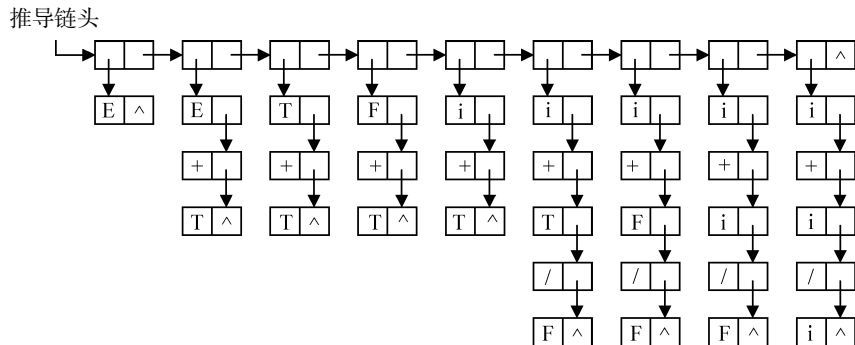 推导链头
^
E ^ E T F i i i i i
+ + + + + + + +
T ^ T ^ T ^ T ^ T F i i
/ / / /
F ^ F ^ F ^ i ^